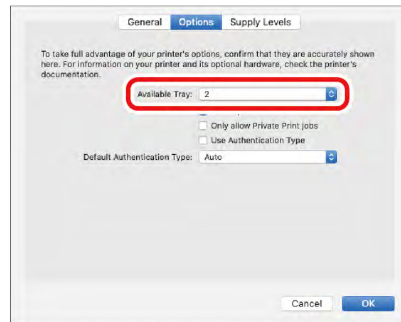 General Options Supply Levels
To take full advantage of your printer's options, confirm that they are accurately shown
here. For information on your printer and its optional hardware, check the printer's
documentation.
Available Tray: 2
Only allow Private Print jobs
Use Authentication Type
Default Authentication Type: Auto
Cancel OK